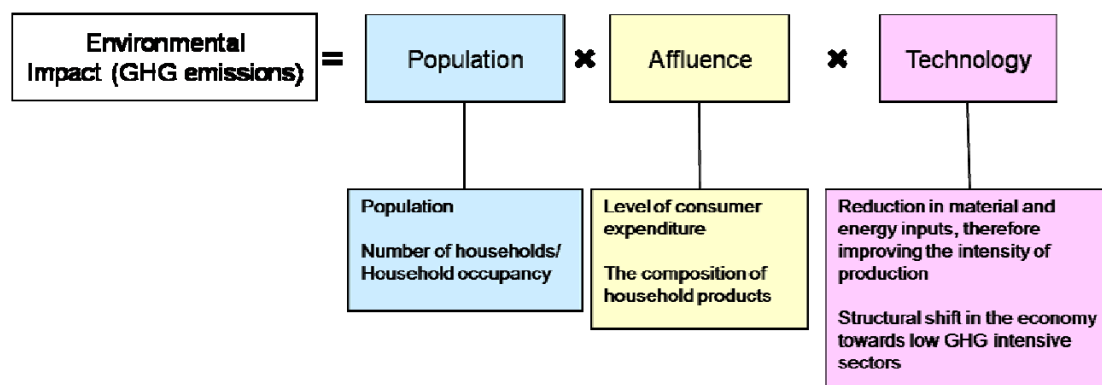 Environmental
Impact (GHG emissions)
=
Population
×
Affluence
×
Technology
Population
Number of households/
Household occupancy
Level of consumer
expenditure
The composition of
household products
Reduction in material and
energy inputs, therefore
improving the intensity of
production
Structural shift in the economy
towards low GHG intensive
sectors